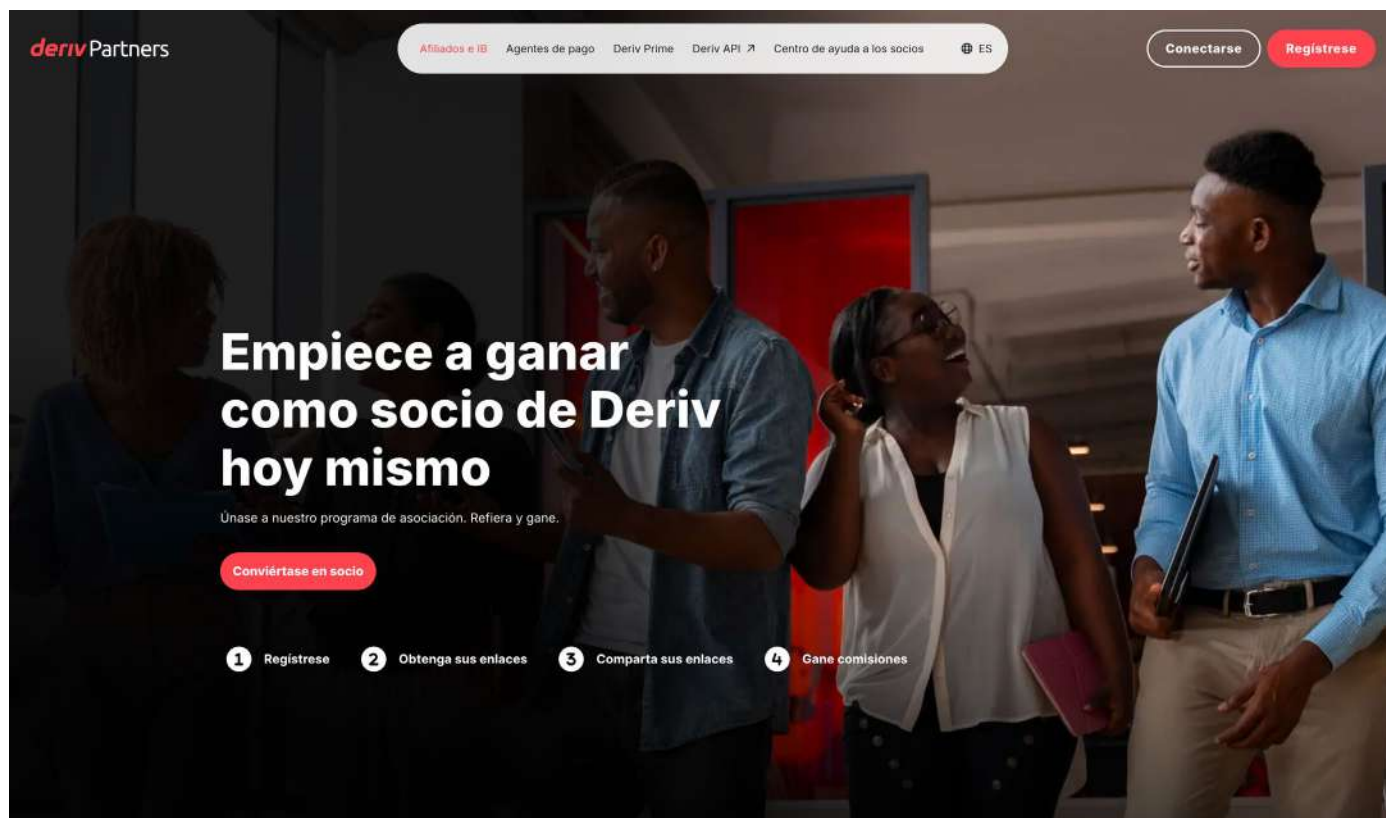 deriv Partners
Afiliados e IB Agentes de pago Deriv Prime Deriv API ↗ Centro de ayuda a los socios ES
Conectarse Regístrese
Empiece a ganar
como socio de Deriv
hoy mismo
Únase a nuestro programa de asociación. Refiera y gane.
Conviértase en socio
1 Regístrese 2 Obtenga sus enlaces 3 Comparta sus enlaces 4 Gane comisiones